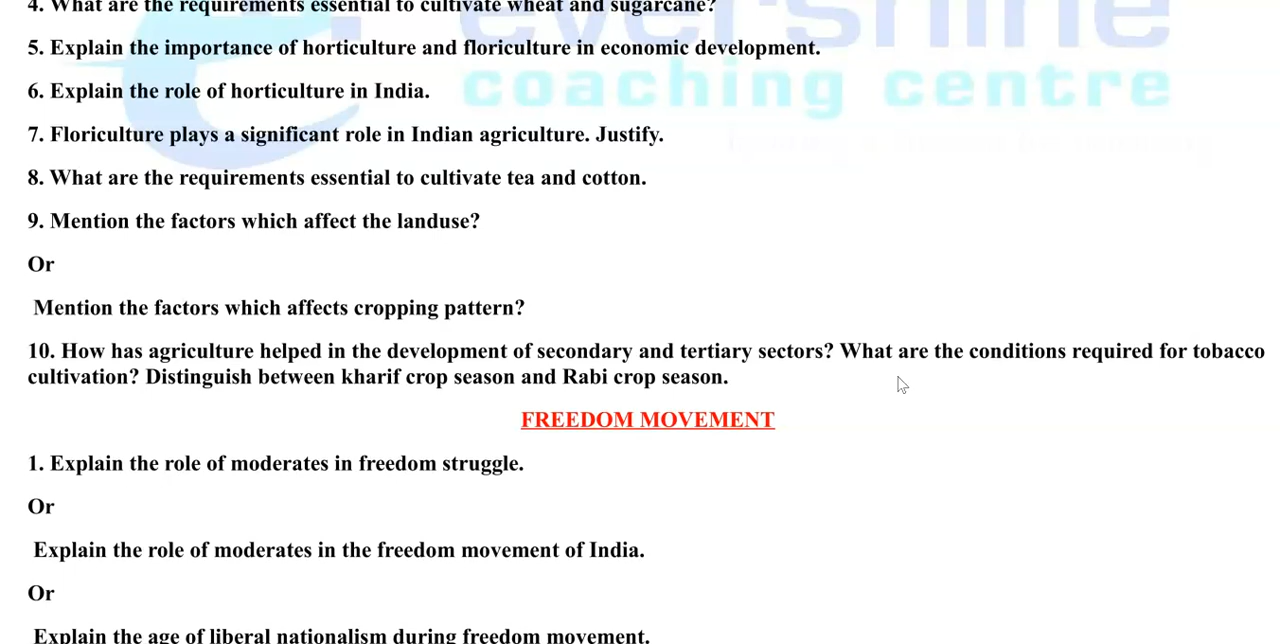 4. What are the requirements essential to cultivate wheat and sugarcane?
evershine
coaching centre
5. Explain the importance of horticulture and floriculture in economic development.
6. Explain the role of horticulture in India.
7. Floriculture plays a significant role in Indian agriculture. Justify.
8. What are the requirements essential to cultivate tea and cotton.
9. Mention the factors which affect the landuse?
Or
Mention the factors which affects cropping pattern?
10. How has agriculture helped in the development of secondary and tertiary sectors? What are the conditions required for tobacco
cultivation? Distinguish between kharif crop season and Rabi crop season.
FREEDOM MOVEMENT
1. Explain the role of moderates in freedom struggle.
Or
Explain the role of moderates in the freedom movement of India.
Or
Explain the age of liberal nationalism during freedom movement.